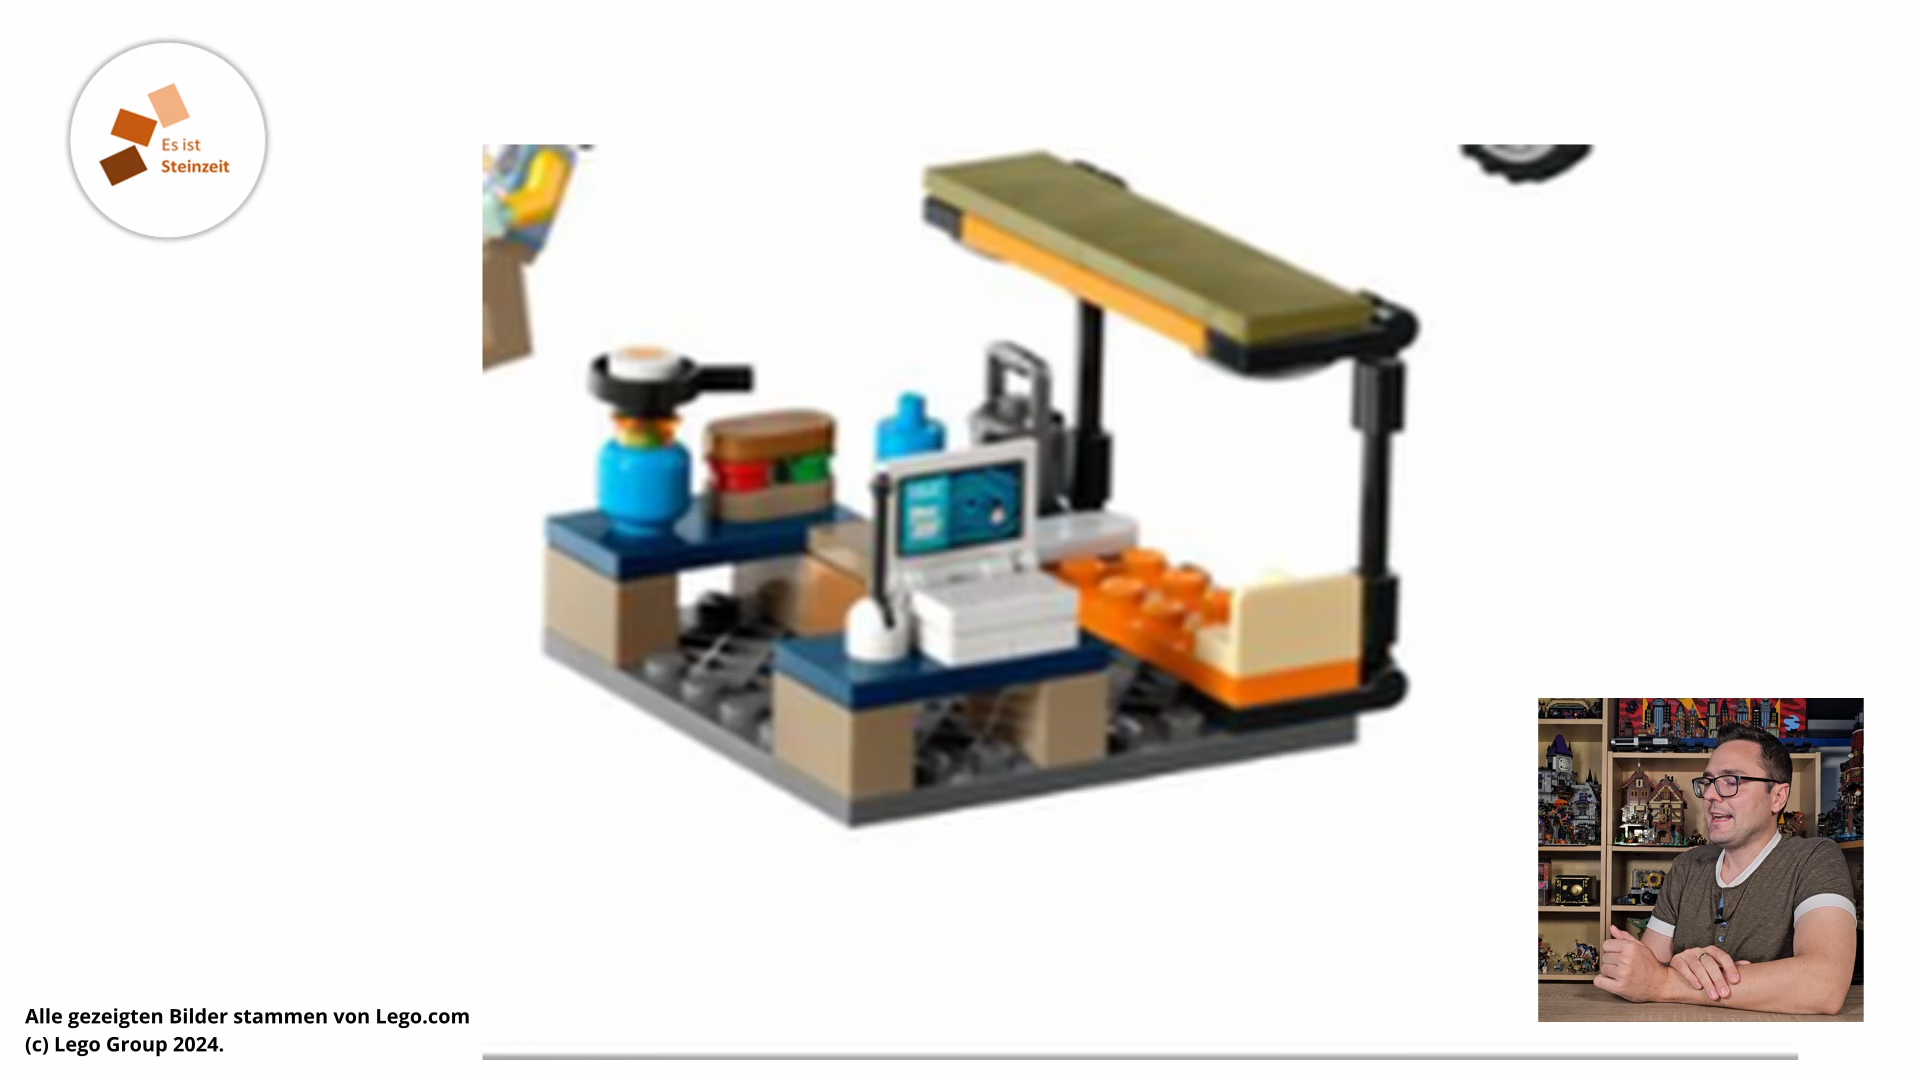 Es ist
Steinzeit
Alle gezeigten Bilder stammen von Lego.com
(c) Lego Group 2024.